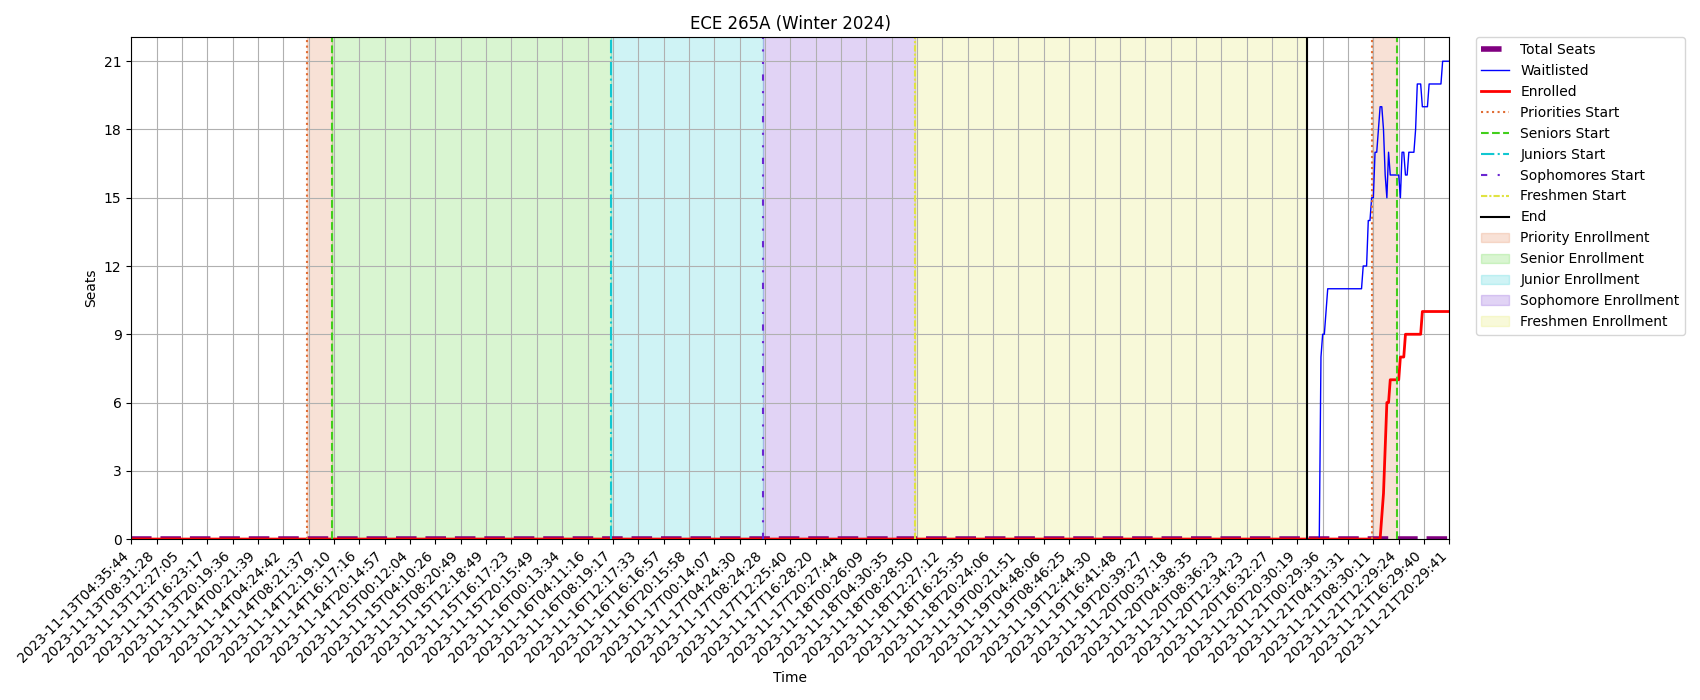 ECE 265A (Winter 2024)
Seats
21
18
15
12
9
6
3
0
2023-11-13T04:35:44
2023-11-13T08:31:28
2023-11-13T12:27:05
2023-11-13T16:23:17
2023-11-13T20:19:36
2023-11-14T00:21:39
2023-11-14T04:24:42
2023-11-14T08:21:37
2023-11-14T12:19:10
2023-11-14T16:17:16
2023-11-14T20:14:57
2023-11-15T00:12:04
2023-11-15T04:10:26
2023-11-15T08:20:49
2023-11-15T12:18:49
2023-11-15T16:17:23
2023-11-15T20:15:49
2023-11-16T00:13:34
2023-11-16T04:11:16
2023-11-16T08:19:17
2023-11-16T12:17:33
2023-11-16T16:16:57
2023-11-16T20:15:58
2023-11-17T00:14:07
2023-11-17T04:24:30
2023-11-17T08:24:28
2023-11-17T12:25:40
2023-11-17T16:28:20
2023-11-17T20:27:44
2023-11-18T00:26:09
2023-11-18T04:30:35
2023-11-18T08:28:50
2023-11-18T12:27:12
2023-11-18T16:25:35
2023-11-18T20:24:06
2023-11-19T00:21:51
2023-11-19T04:48:06
2023-11-19T08:46:25
2023-11-19T12:44:30
2023-11-19T16:41:48
2023-11-19T20:39:27
2023-11-20T00:37:18
2023-11-20T04:38:35
2023-11-20T08:36:23
2023-11-20T12:34:23
2023-11-20T16:32:27
2023-11-20T20:30:19
2023-11-21T00:29:36
2023-11-21T04:31:31
2023-11-21T08:30:11
2023-11-21T12:29:24
2023-11-21T16:29:40
2023-11-21T20:29:41
Time
Total Seats
Waitlisted
Enrolled
Priorities Start
Seniors Start
Juniors Start
Sophomores Start
Freshmen Start
End
Priority Enrollment
Senior Enrollment
Junior Enrollment
Sophomore Enrollment
Freshmen Enrollment